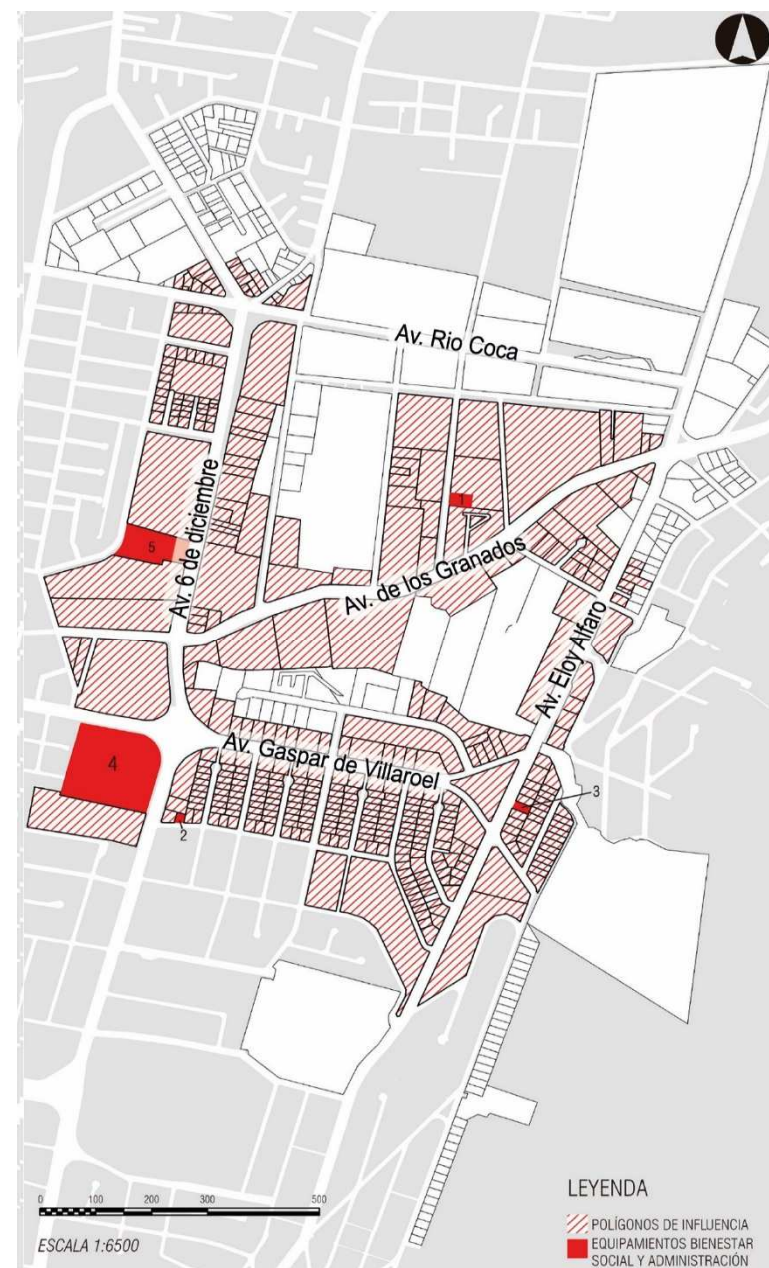 Av. Rio Coca
1
Av. 6 de diciembre
5
Av. de los Granados
Av. Eloy Alfaro
4
Av. Gaspar de Villaroel
3
2
0 100 200 300 500
ESCALA 1:6500
LEYENDA
POLÍGONOS DE INFLUENCIA
EQUIPAMIENTOS BIENESTAR
SOCIAL Y ADMINISTRACIÓN